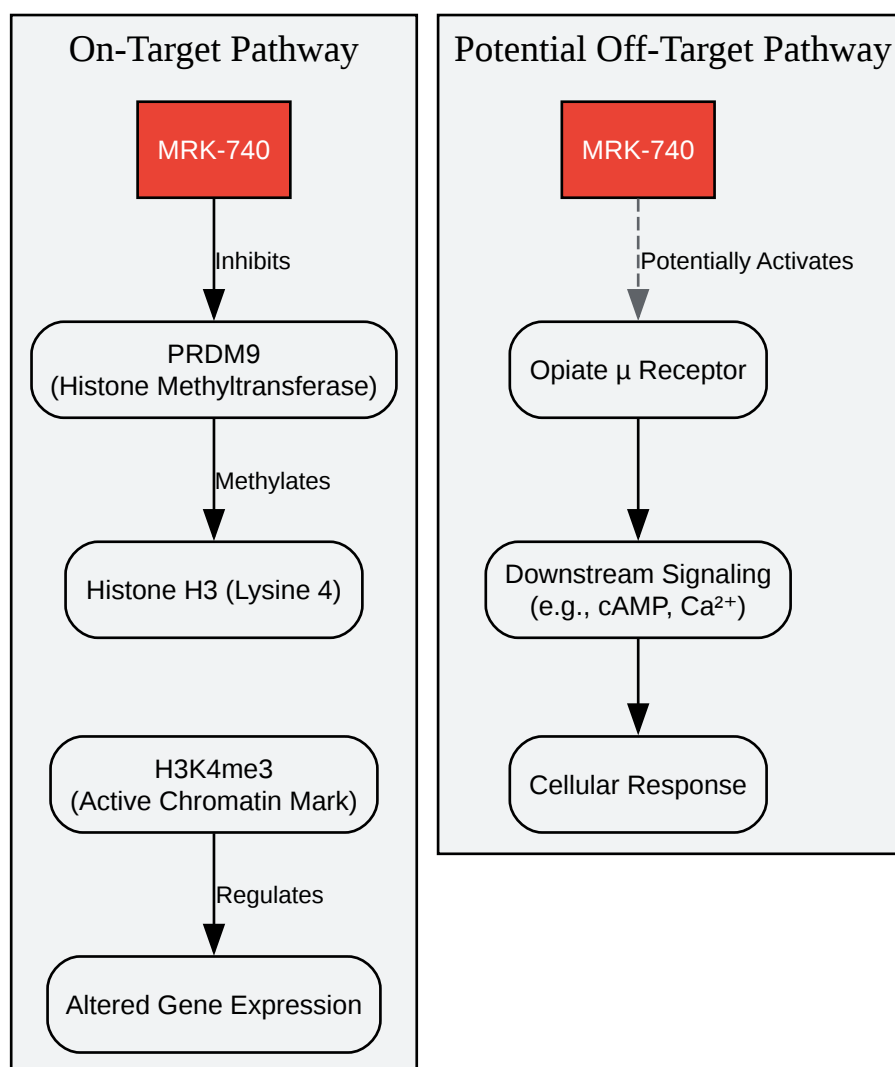 On-Target Pathway
MRK-740
Inhibits
PRDM9
(Histone Methyltransferase)
Methylates
Histone H3 (Lysine 4)
H3K4me3
(Active Chromatin Mark)
Regulates
Altered Gene Expression
Potential Off-Target Pathway
MRK-740
Potentially Activates
Opiate µ Receptor
Downstream Signaling
(e.g., cAMP, Ca²⁺)
Cellular Response